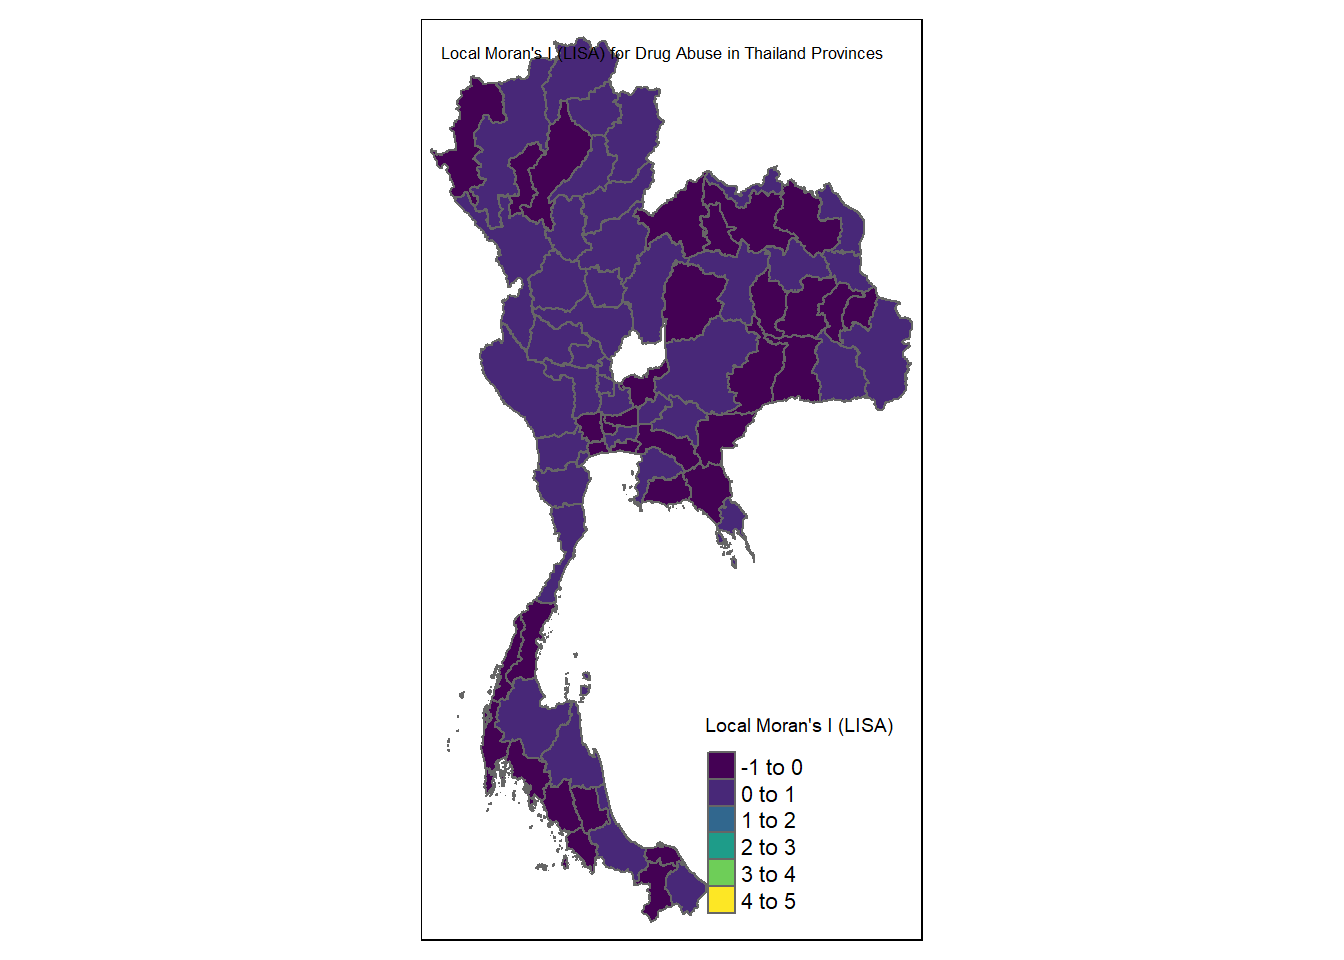 Local Moran's I (LISA) for Drug Abuse in Thailand Provinces
Local Moran's I (LISA)
-1 to 0
0 to 1
1 to 2
2 to 3
3 to 4
4 to 5